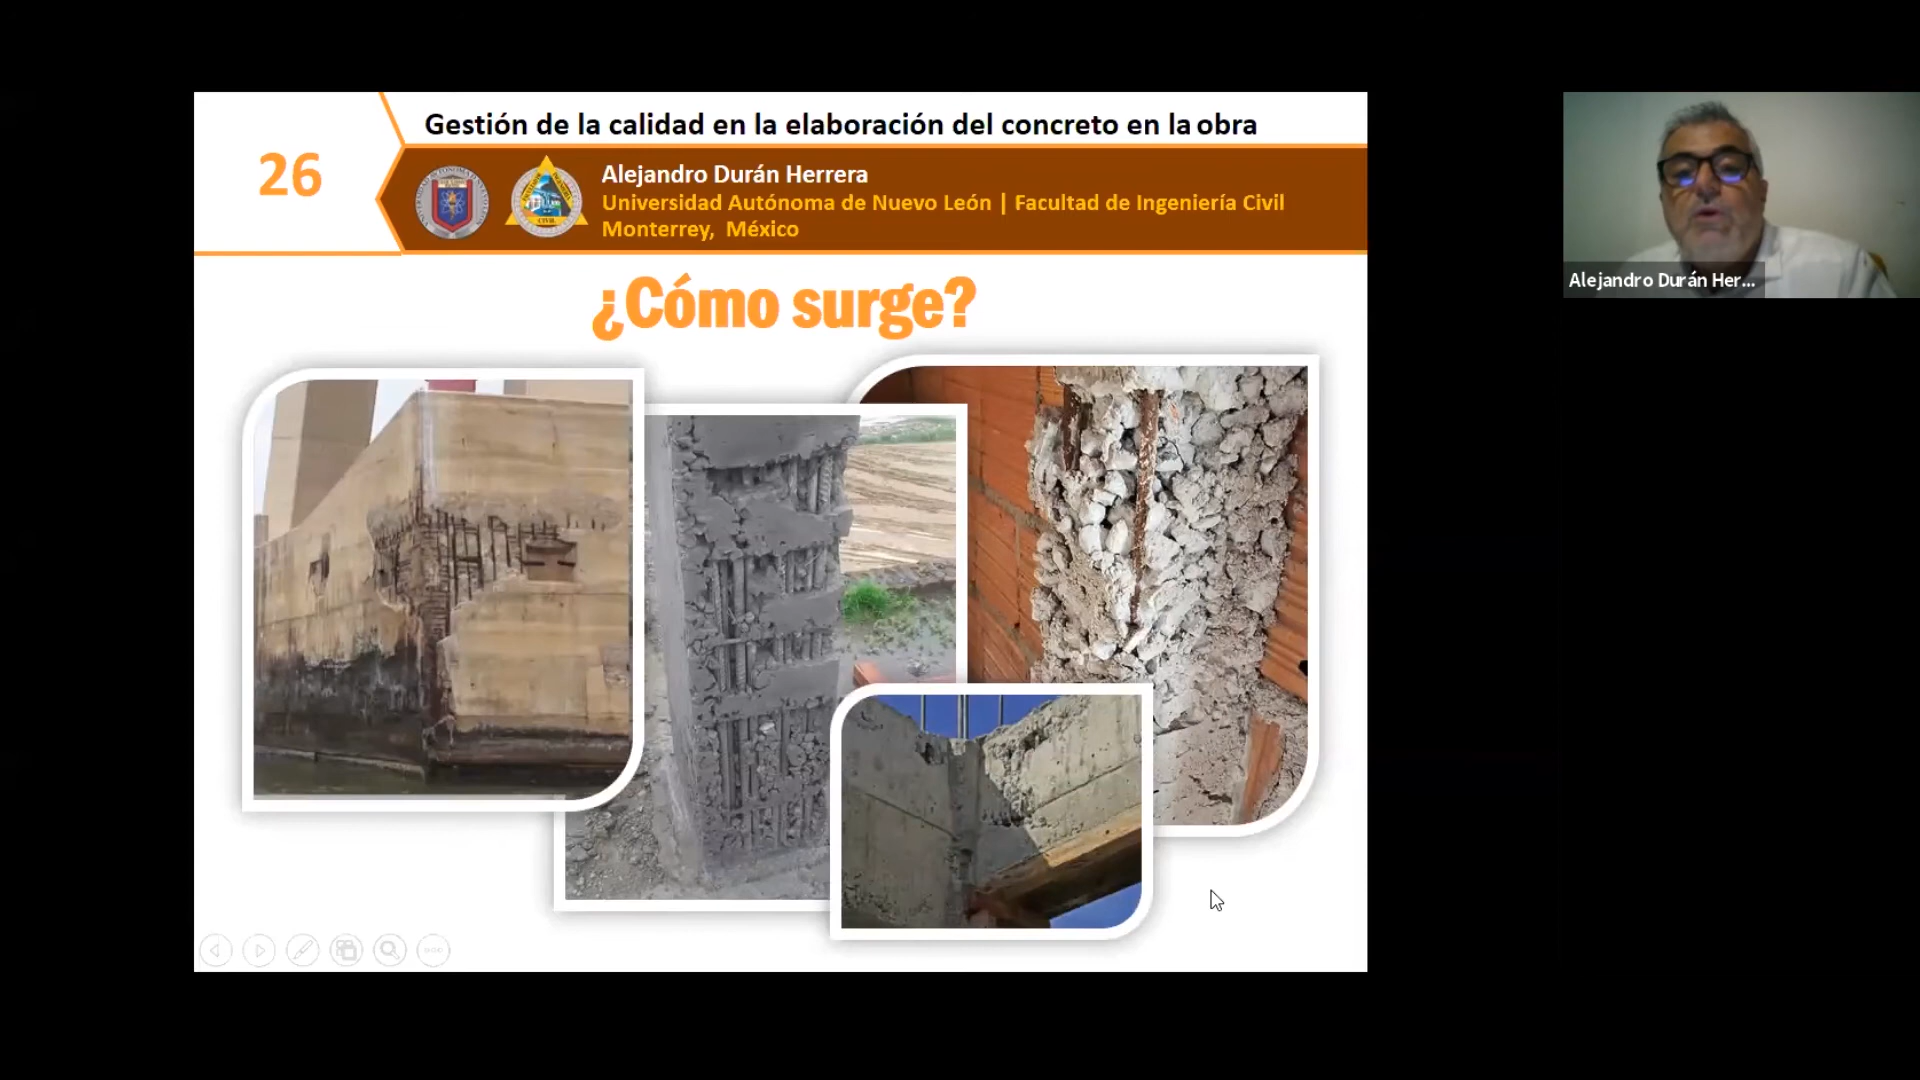 26
Gestión de la calidad en la elaboración del concreto en la obra
Alejandro Durán Herrera
Universidad Autónoma de Nuevo León | Facultad de Ingeniería Civil
Monterrey, México
¿Cómo surge?
CIVIL
Alejandro Durán Her...